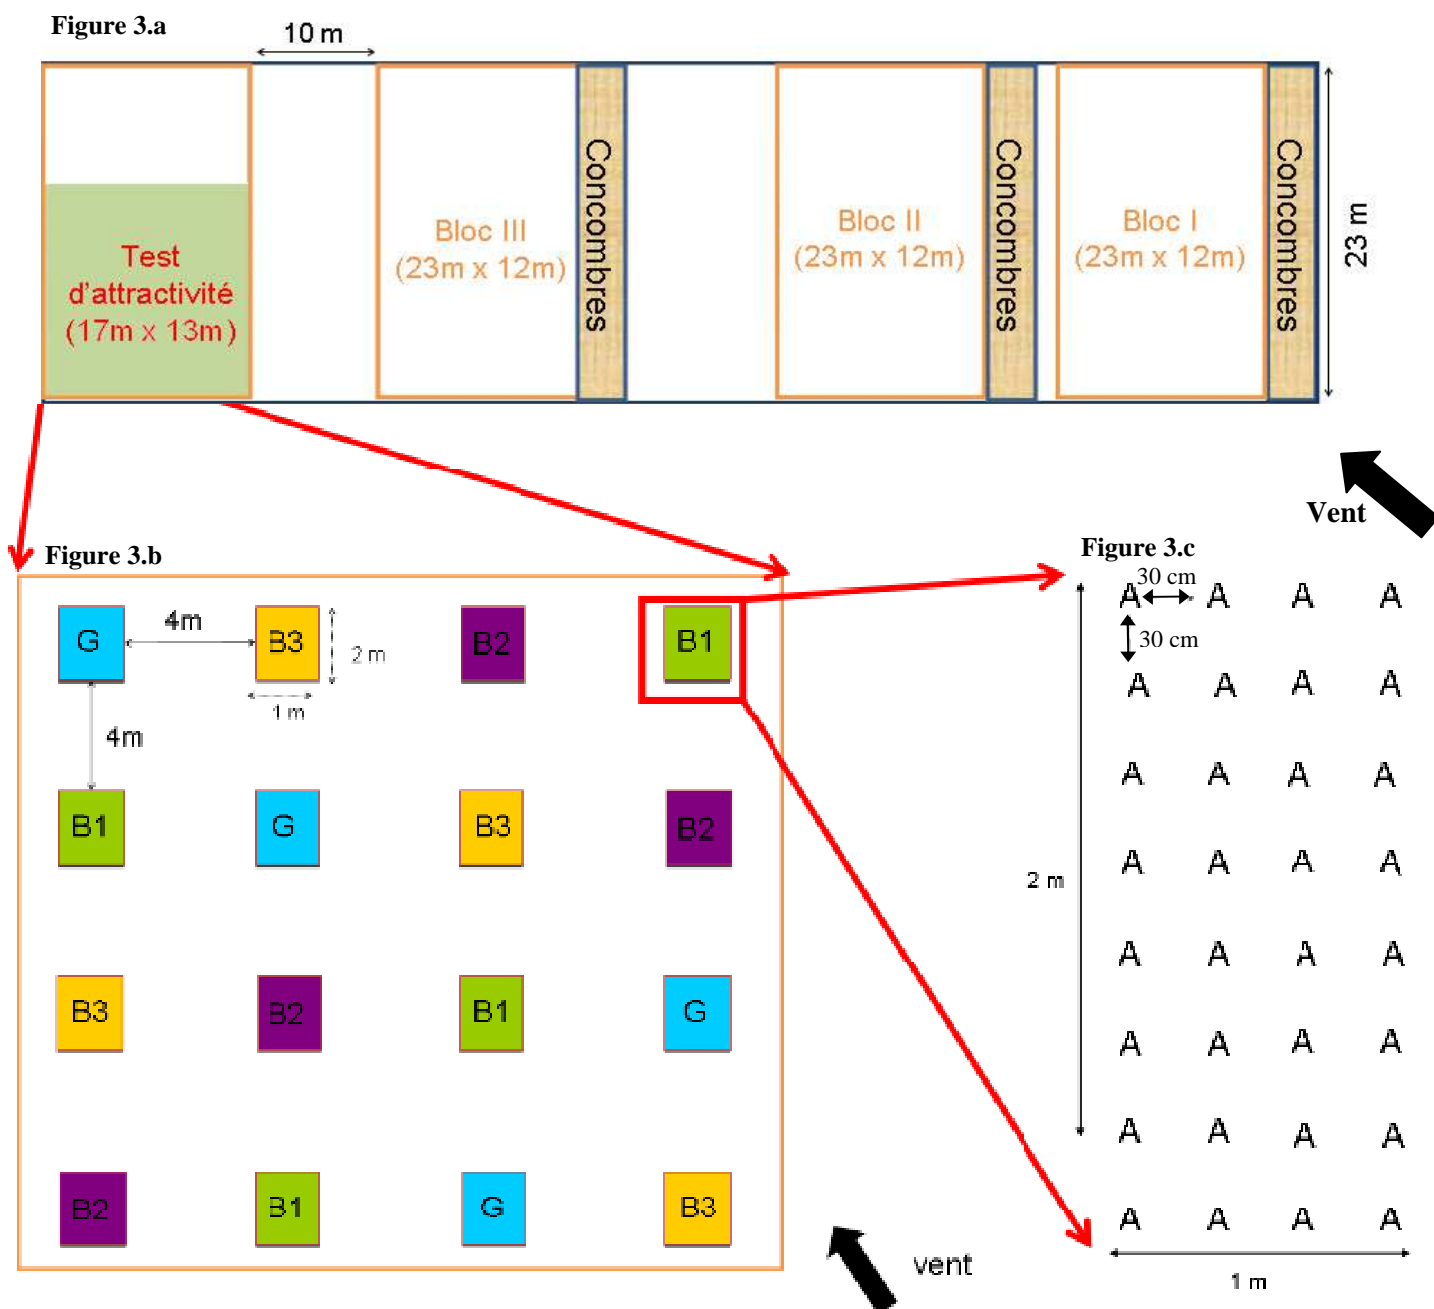 Figure 3.a
10 m
Concombres
Concombres
Concombres
Bloc III
(23m x 12m)
Bloc II
(23m x 12m)
Bloc I
(23m x 12m)
23 m
Test
d'attractivité
(17m x 13m)
Vent
Figure 3.b
G
4m
B3
2 m
B2
B1
1 m
4m
B1
G
B3
B2
B3
B2
B1
G
B2
B1
G
B3
vent
Figure 3.c
30 cm
A A A A
30 cm
A A A A
A A A A
2 m
A A A A
A A A A
A A A A
A A A A
A A A A
1 m